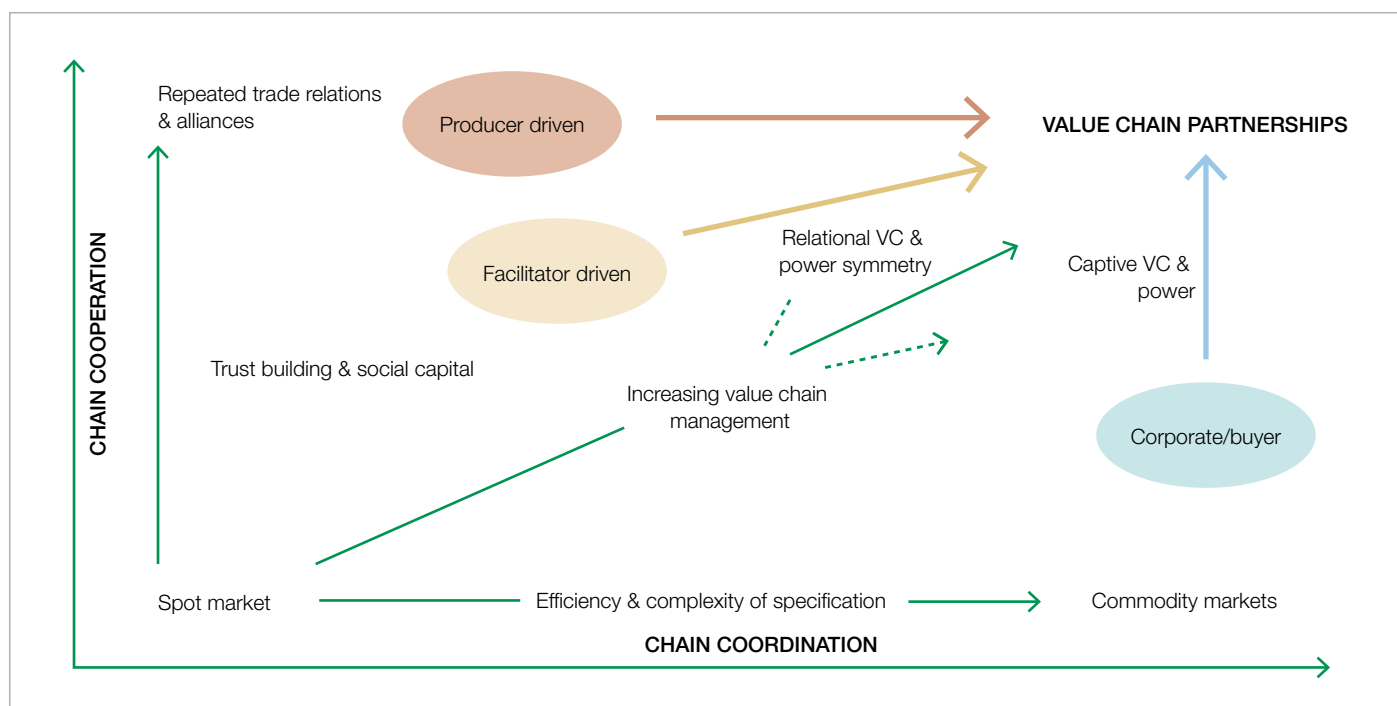 Repeated trade relations
& alliances
Producer driven
VALUE CHAIN PARTNERSHIPS
Facilitator driven
Relational VC &
power symmetry
Captive VC &
power
CHAIN COOPERATION
Trust building & social capital
Increasing value chain
management
Corporate/buyer
Spot market
Efficiency & complexity of specification
Commodity markets
CHAIN COORDINATION